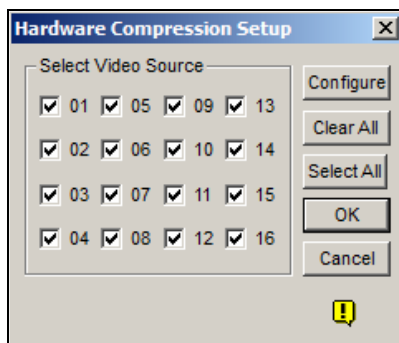 Hardware Compression Setup
Select Video Source
01 05 09 13
02 06 10 14
03 07 11 15
04 08 12 16
Configure
Clear All
Select All
OK
Cancel
!